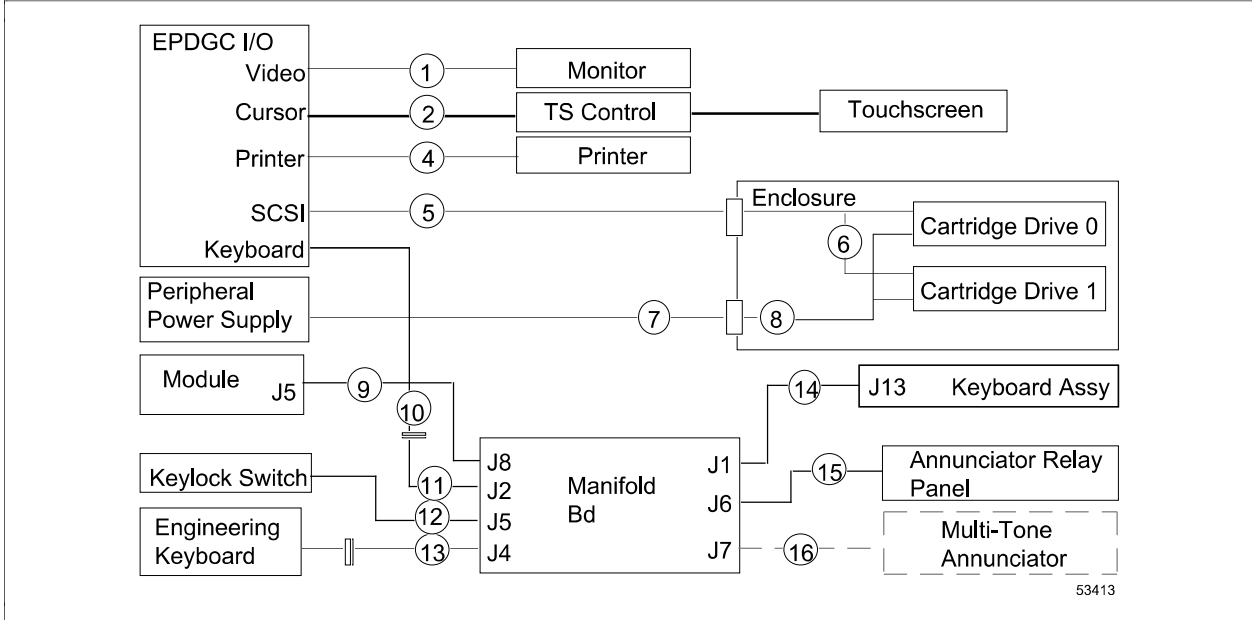 EPDGC I/O
Video
1
Monitor
Cursor
2
TS Control
Touchscreen
Printer
4
Printer
SCSI
5
Enclosure
Cartridge Drive 0
6
Keyboard
Cartridge Drive 1
Peripheral
Power Supply
7
8
Module
J5
9
10
14
J13 Keyboard Assy
Keylock Switch
11
12
Engineering
Keyboard
13
J8
J2
J5
J4
Manifold
Bd
J1
J6
J7
15
Annunciator Relay
Panel
16
Multi-Tone
Annunciator
53413